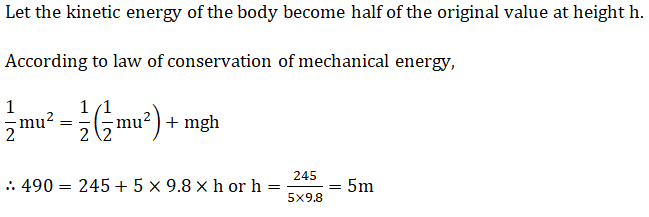 Let the kinetic energy of the body become half of the original value at height h.
According to law of conservation of mechanical energy,
1/2 mu² = 1/2 (1/2 mu²) + mgh
∴ 490 = 245 + 5 × 9.8 × h or h = 245/5×9.8 = 5m